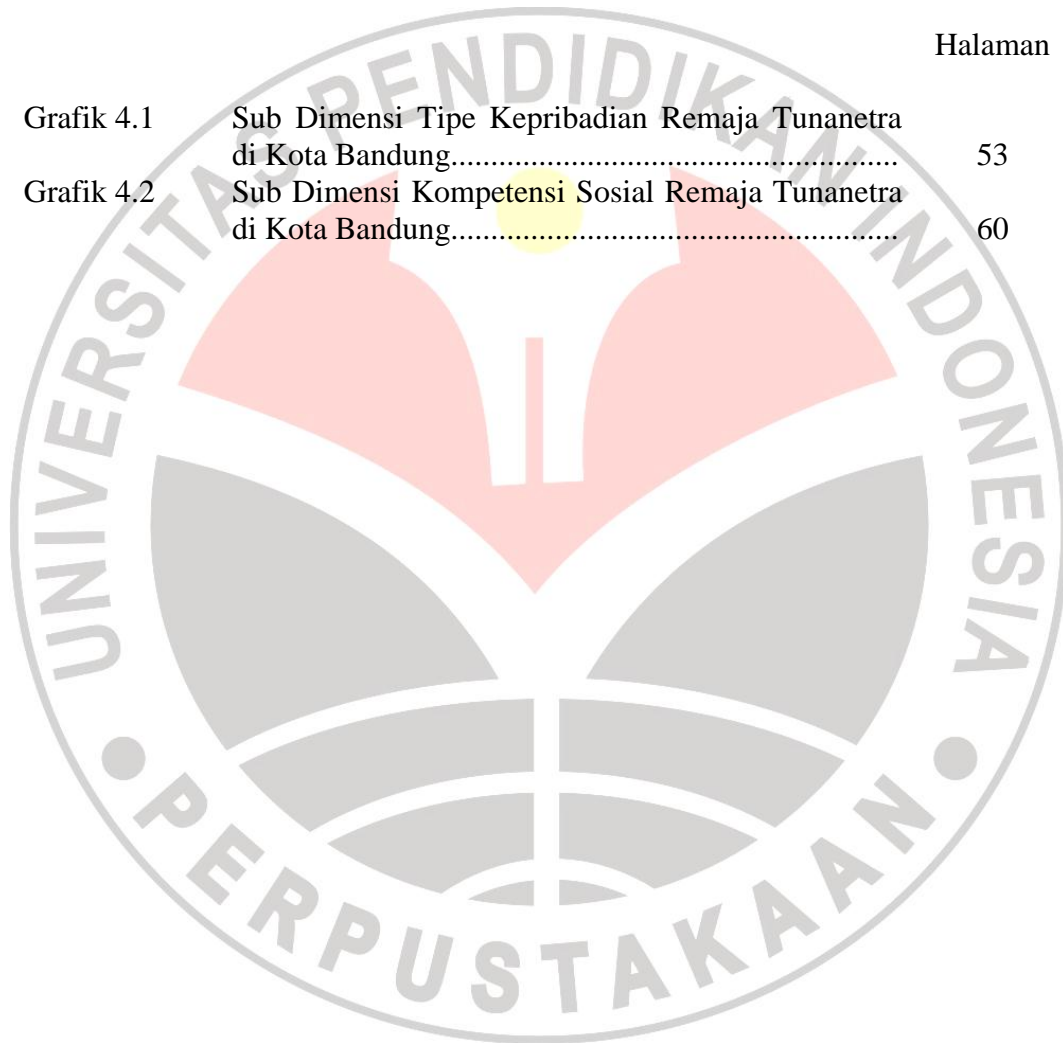 Halaman
Grafik 4.1 Sub Dimensi Tipe Kepribadian Remaja Tunanetra
di Kota Bandung........................................................ 53
Grafik 4.2 Sub Dimensi Kompetensi Sosial Remaja Tunanetra
di Kota Bandung........................................................ 60
UNIVERSITAS PENDIDIKAN INDONESIA
PERPUSTAKAAN